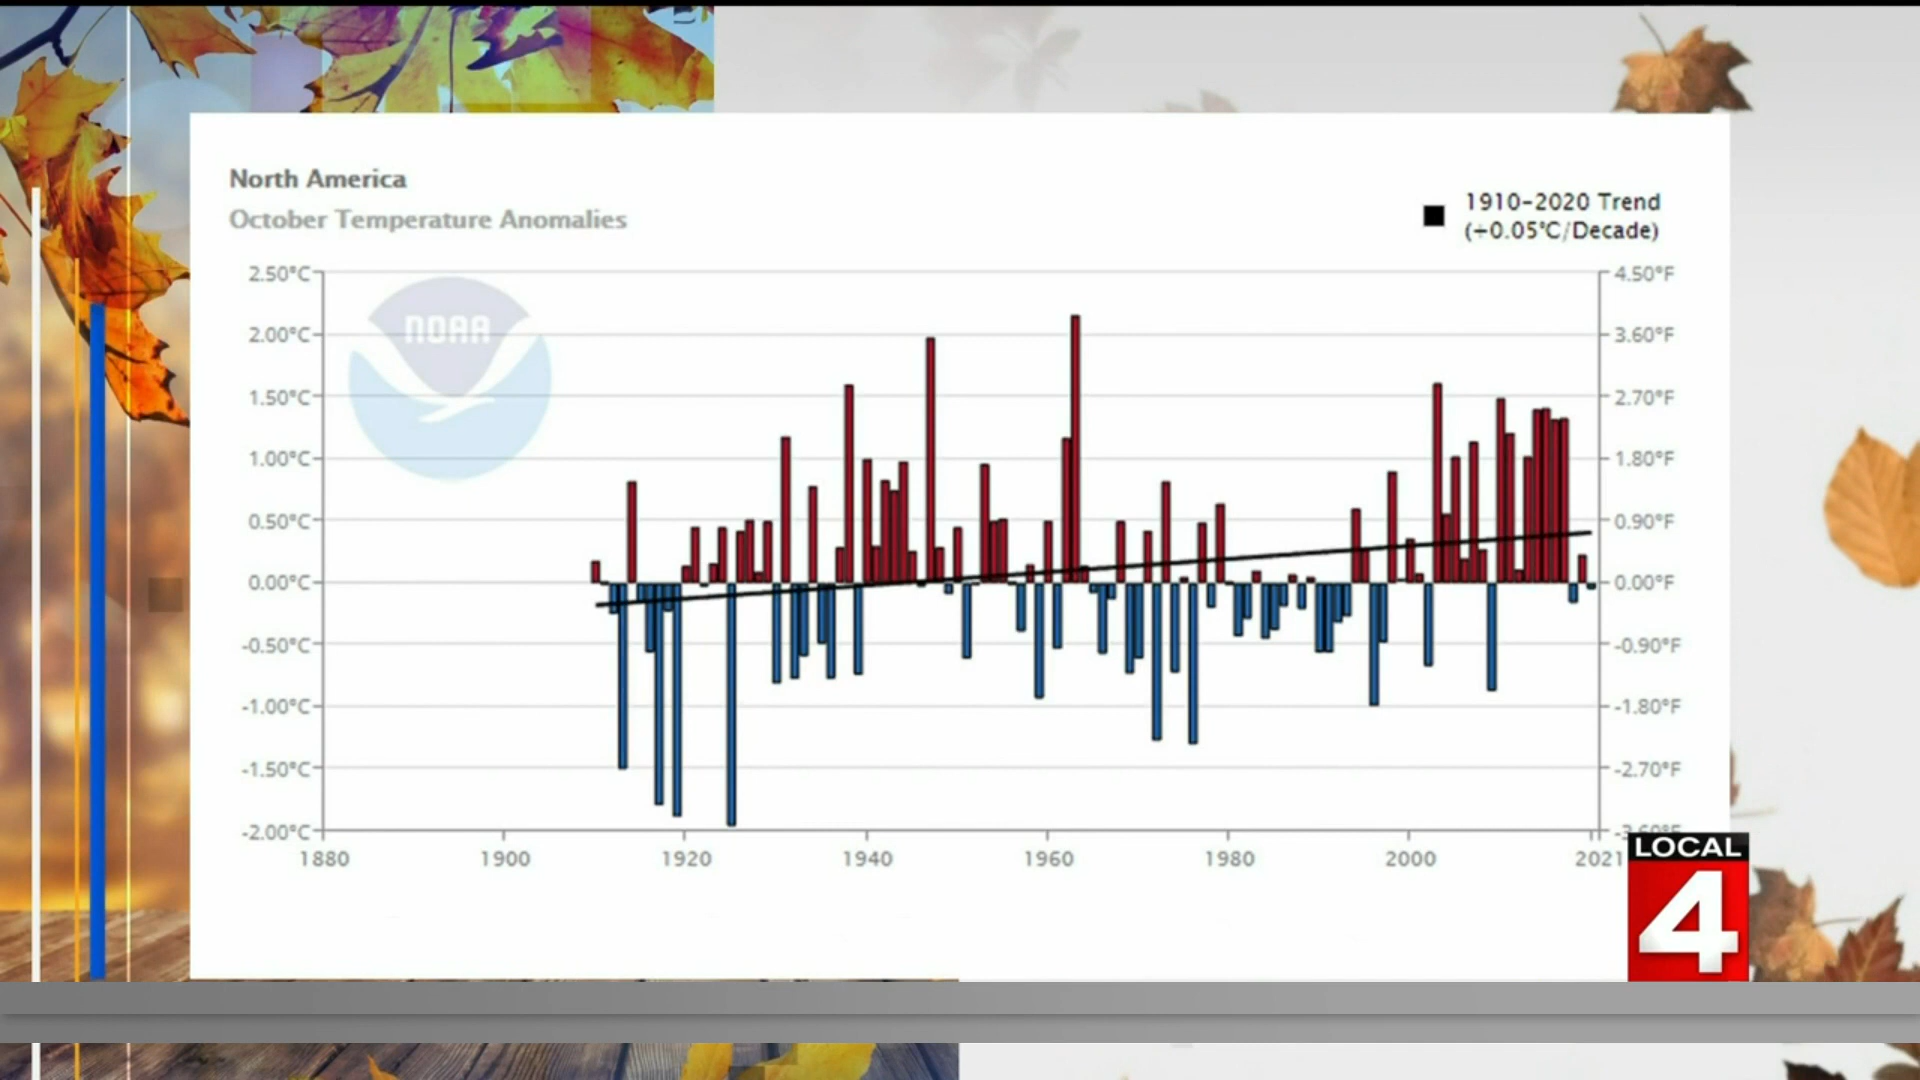 North America
October Temperature Anomalies
1910-2020 Trend
(+0.05°C/Decade)
NOAA
2.50°C
4.50°F
2.00°C
3.60°F
1.50°C
2.70°F
1.00°C
1.80°F
0.50°C
0.90°F
0.00°C
0.00°F
-0.50°C
-0.90°F
-1.00°C
-1.80°F
-1.50°C
-2.70°F
-2.00°C
-3.60°F
1880 1900 1920 1940 1960 1980 2000 2021
LOCAL
4